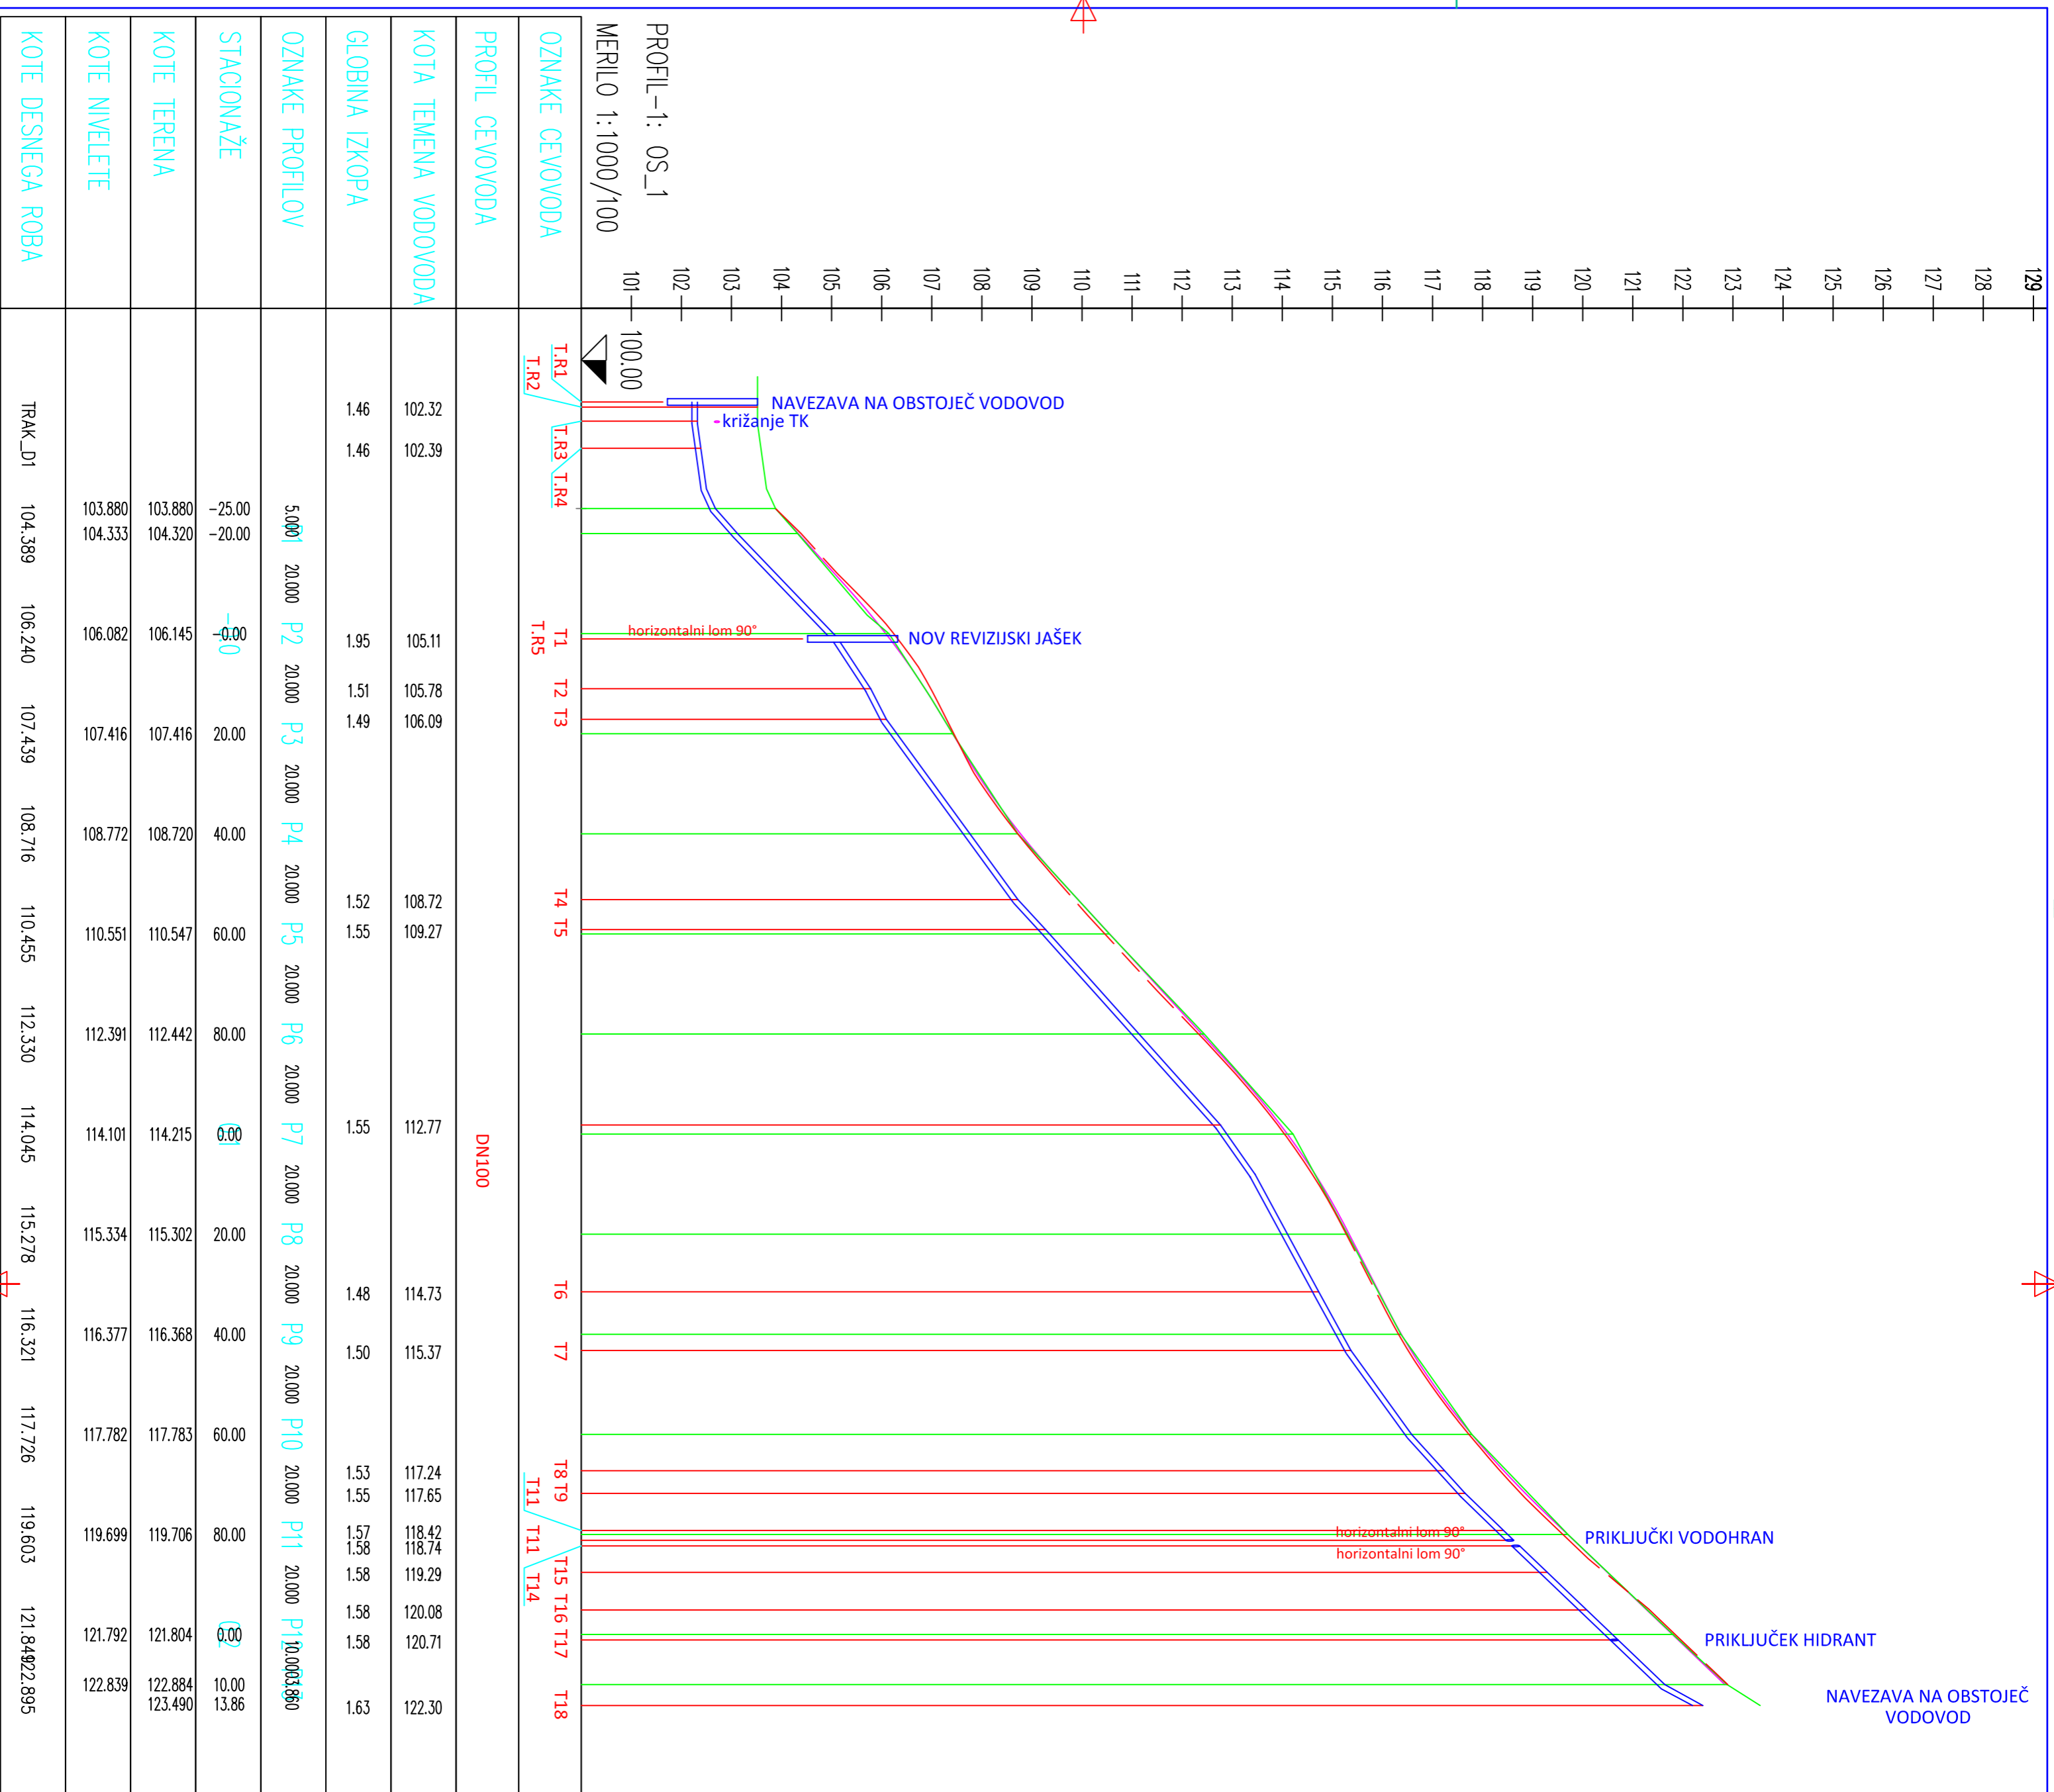 PROFIL-1: OS_1
MERILO 1:1000/100
129
128
127
126
125
124
123
122
121
120
119
118
117
116
115
114
113
112
111
110
109
108
107
106
105
104
103
102
101
100.00
NAVEZAVA NA OBSTOJEČ VODOVOD
križanje TK
horizontalni lom 90°
NOV REVIZIJSKI JAŠEK
horizontalni lom 90°
horizontalni lom 90°
PRIKLJUČKI VODOHRAN
PRIKLJUČEK HIDRANT
NAVEZAVA NA OBSTOJEČ
VODOVOD
OZNAKE CEVOVODA
T.R1 T.R3 T.R4 T1 T2 T3 T4 T5 T6 T7 T8 T9 T15 T16 T17 T18
T.R2 T.R5 T11 T11 T14
PROFIL CEVOVODA
DN100
KOTA TEMENA VODOVODA
102.32 102.39 105.11 105.78 106.09 108.72 109.27 112.77 114.73 115.37 117.24 117.65 118.42 118.74 119.29 120.08 120.71 122.30
GLOBINA IZKOPA
1.46 1.46 1.95 1.51 1.49 1.52 1.55 1.55 1.48 1.50 1.53 1.55 1.57 1.58 1.58 1.58 1.58 1.63
OZNAKE PROFILOV
5.000 20.000 P2 20.000 P3 20.000 P4 20.000 P5 20.000 P6 20.000 P7 20.000 P8 20.000 P9 20.000 P10 20.000 P11 20.000 P12 10.000 3.860
STACIONAŽE
-25.00 -20.00 -0.00 20.00 40.00 60.00 80.00 0.00 20.00 40.00 60.00 80.00 0.00 10.00 13.86
KOTE TERENA
103.880 104.320 106.145 107.416 108.720 110.547 112.442 114.215 115.302 116.368 117.783 119.706 121.804 122.884 123.490
KOTE NIVELETE
103.880 104.333 106.082 107.416 108.772 110.551 112.391 114.101 115.334 116.377 117.782 119.699 121.792 122.839
KOTE DESNEGA ROBA
TRAK_D1 104.389 106.240 107.439 108.716 110.455 112.330 114.045 115.278 116.321 117.726 119.603 122.895